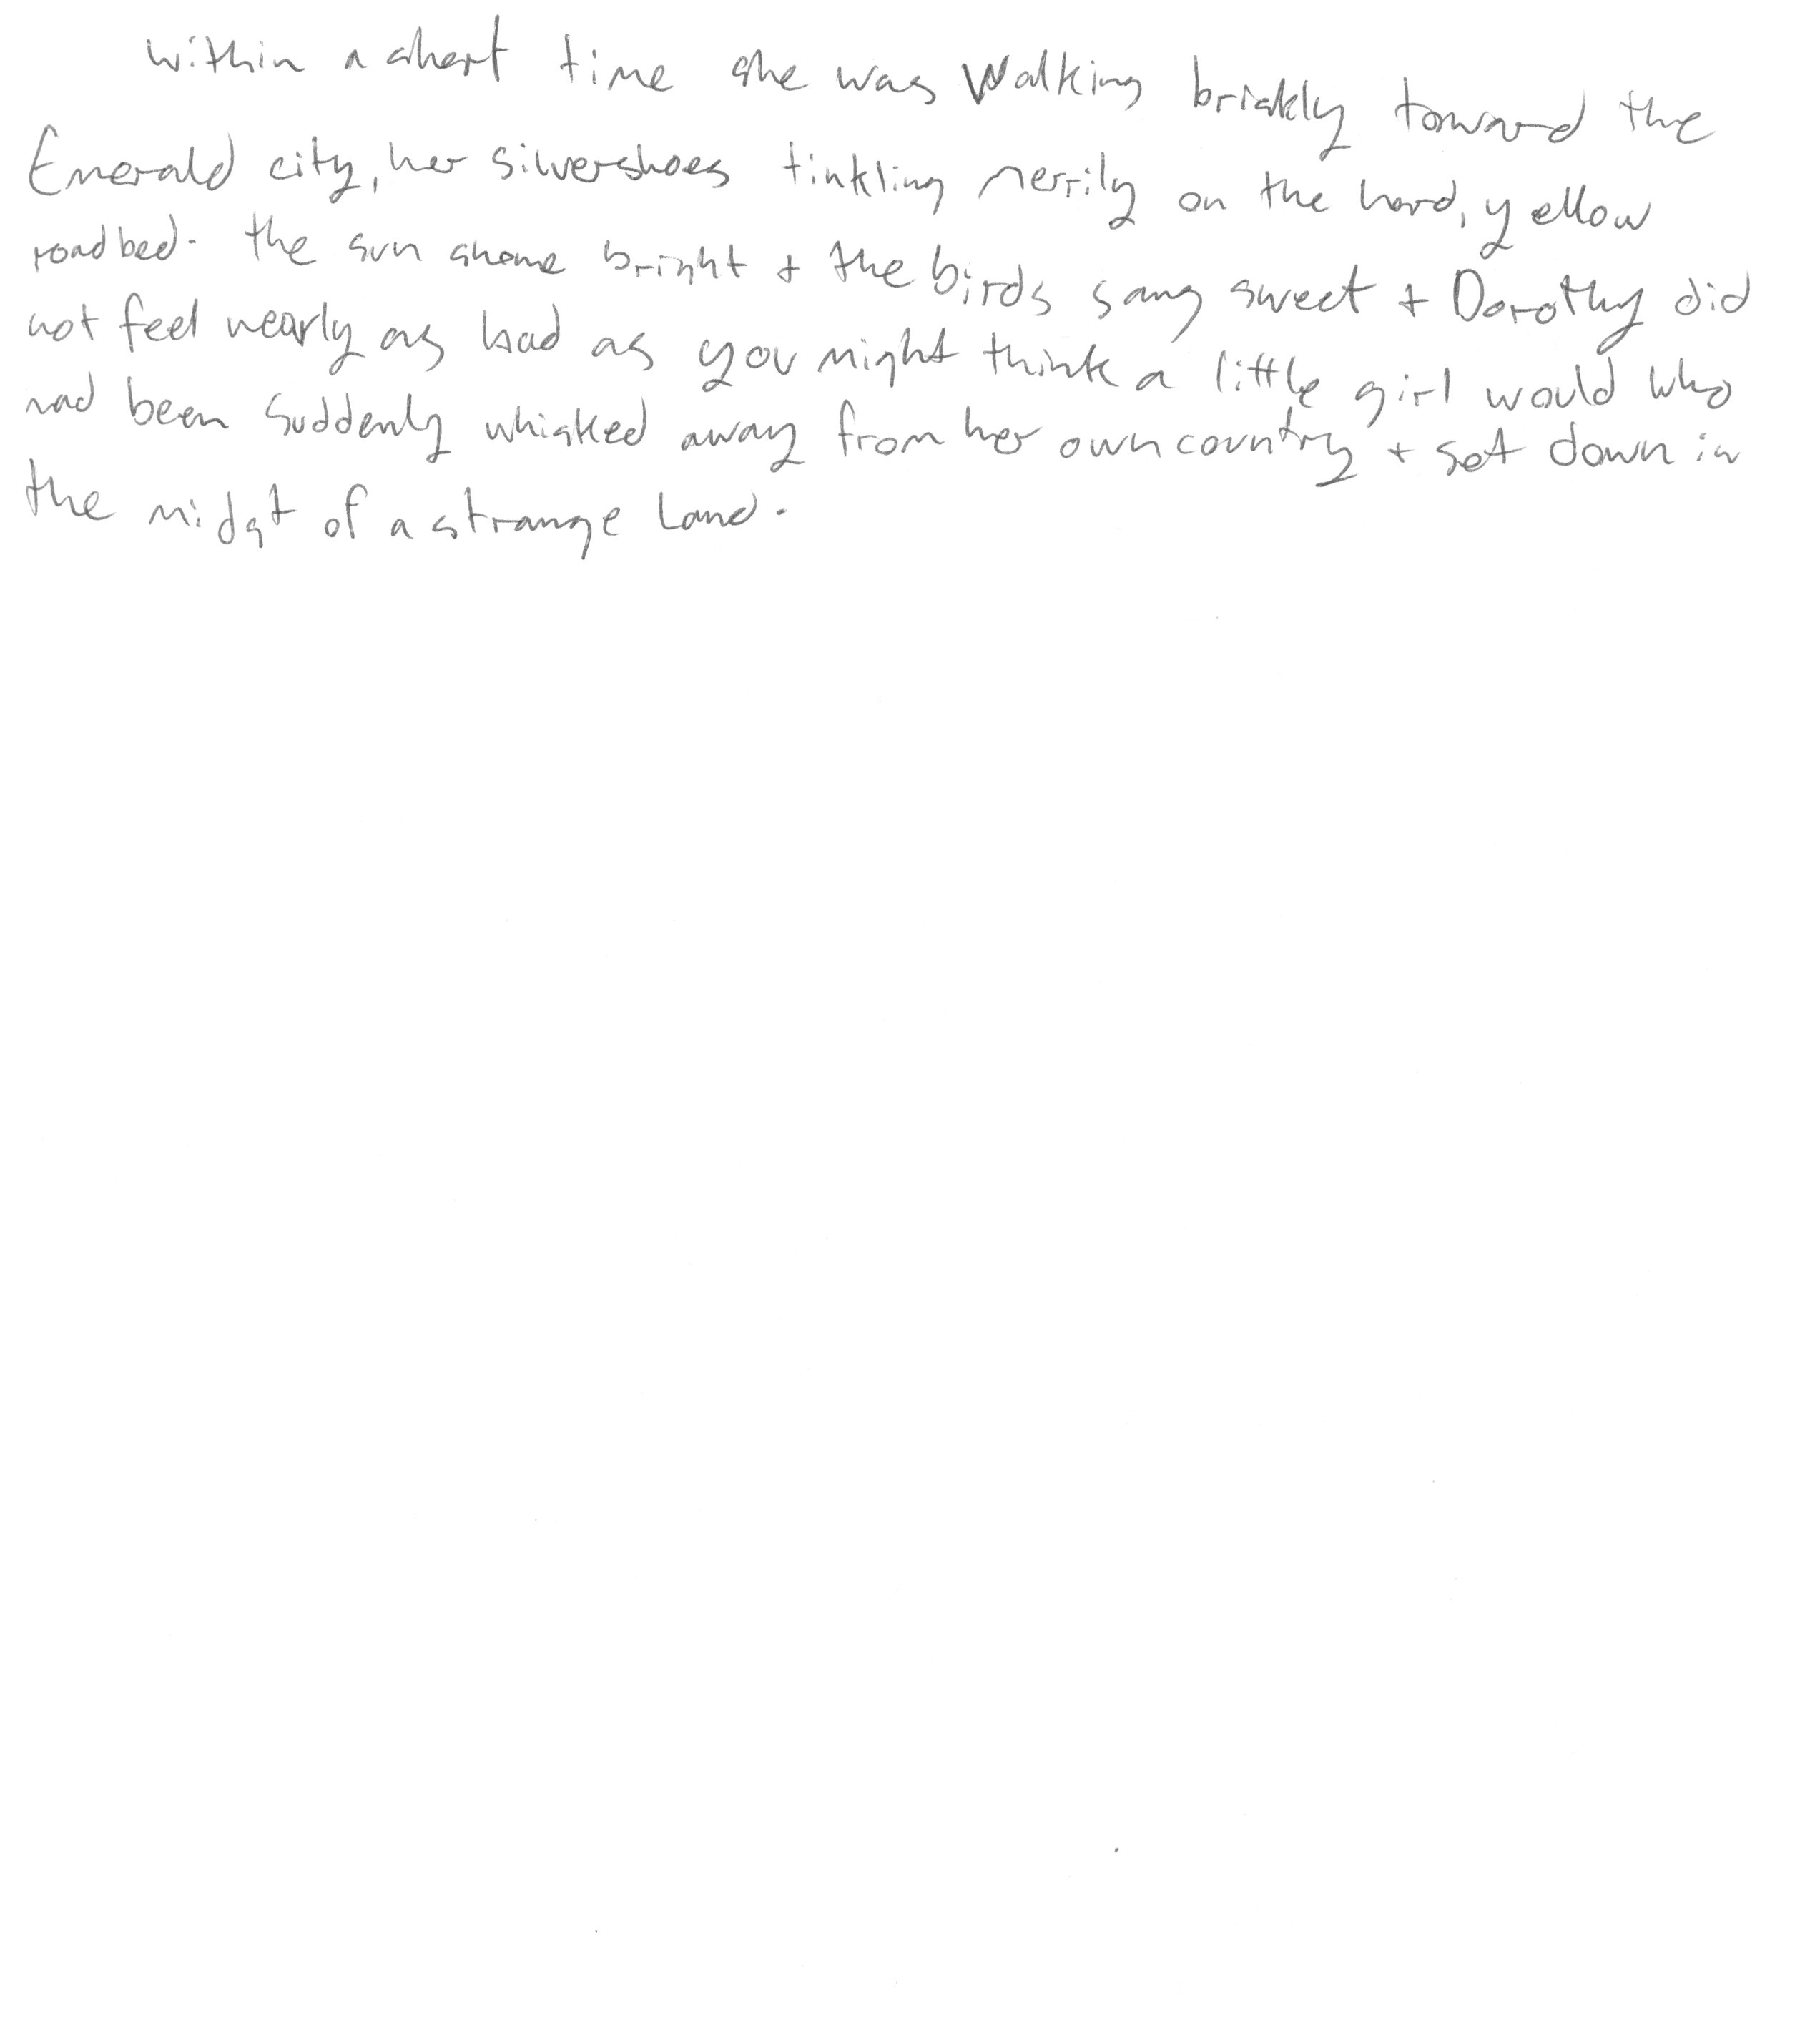 within a short time she was Walking briskly toward the
Emerald city, her silvershoes tinkling merrily on the hard, yellow
roadbed. the sun shone bright + the birds sang sweet + Dorothy did
not feel nearly as bad as you might think a little girl would who
had been suddenly whisked away from her own country + set down in
the midst of a strange land.